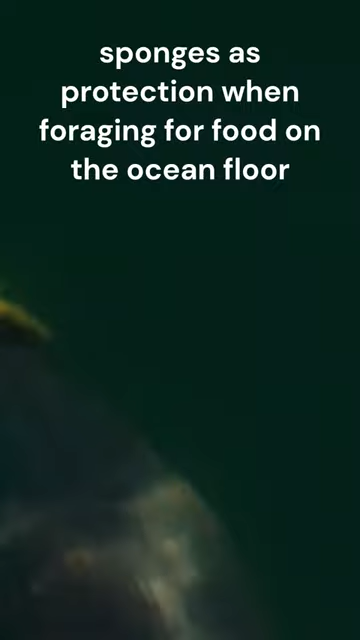 sponges as
protection when
foraging for food on
the ocean floor